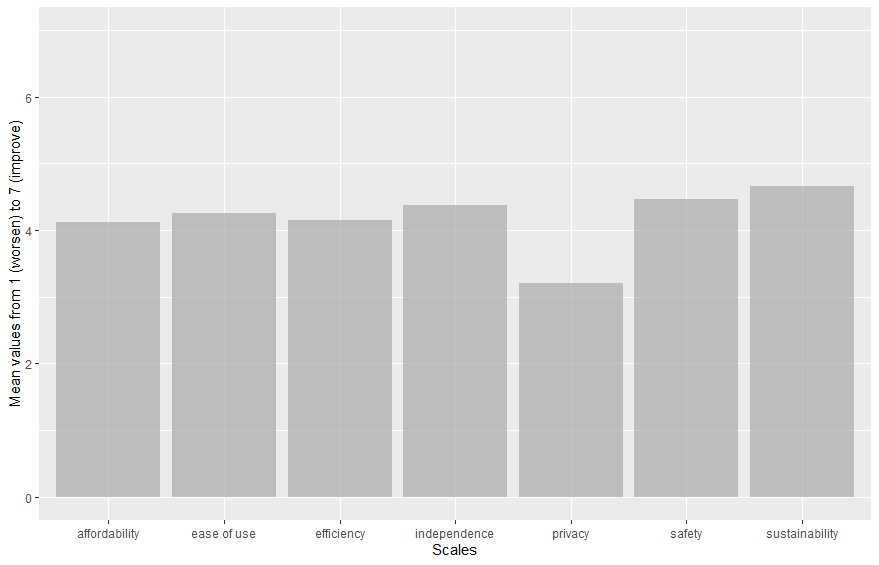 Mean values from 1 (worsen) to 7 (improve)
6
4
2
0
affordability ease of use efficiency independence privacy safety sustainability
Scales